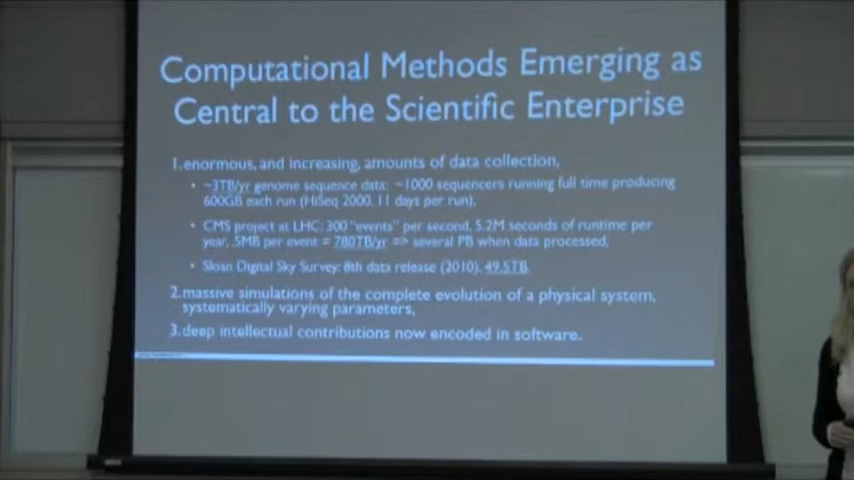 Computational Methods Emerging as
Central to the Scientific Enterprise
1.enormous, and increasing, amounts of data collection,
• ~3TB/yr genome sequence data: ~1000 sequencers running full time producing
600GB each run (HiSeq 2000, 11 days per run),
• CMS project at LHC: 300 "events" per second, 5.2M seconds of runtime per
year, .5MB per event = 780TB/yr => several PB when data processed,
• Sloan Digital Sky Survey: 8th data release (2010), 49.5TB,
2.massive simulations of the complete evolution of a physical system,
systematically varying parameters,
3.deep intellectual contributions now encoded in software.